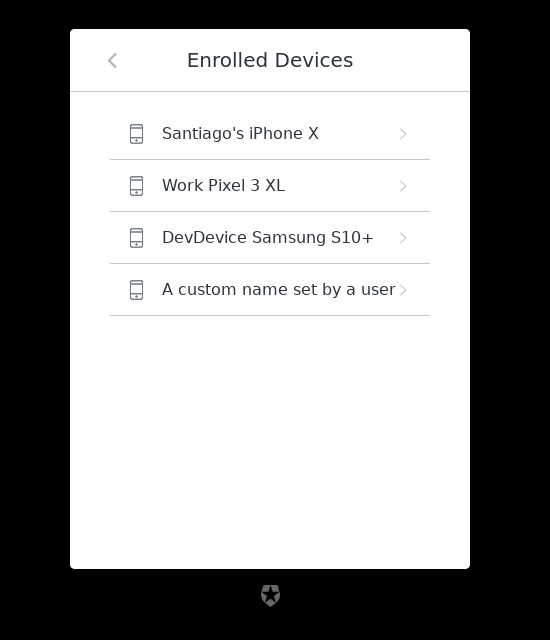 Enrolled Devices
Santiago's iPhone X
Work Pixel 3 XL
DevDevice Samsung S10+
A custom name set by a user